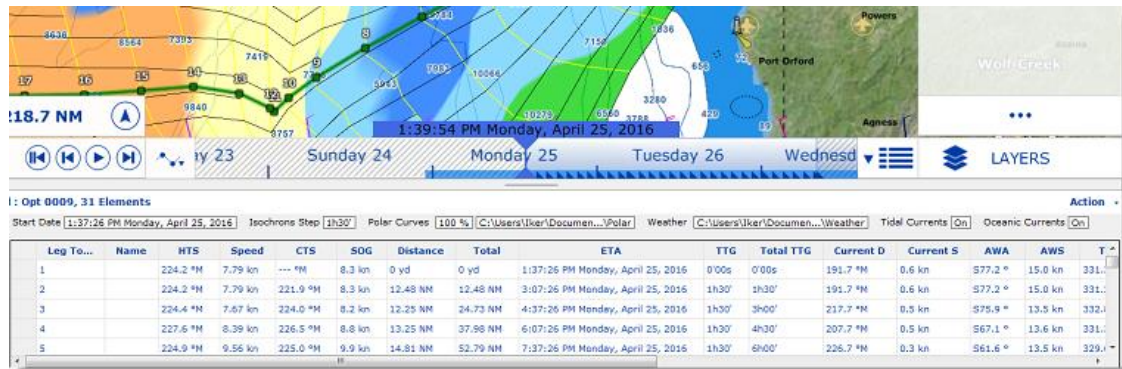 8784
1036
Powers
8638
8564
7393
8
7150
7419
9
Port Orford
656
72
Wolf Creek
17
16
15
14
13
10
7083
10066
5963
12
3280
:18.7 NM
9840
10279
6560
3788
420
Agness
8757
89
1:39:54 PM Monday, April 25, 2016
ay 23
Sunday 24
Monday 25
Tuesday 26
Wednesd
LAYERS
: Opt 0009, 31 Elements
Action
Start Date 1:37:26 PM Monday, April 25, 2016 Isochrons Step 1h30' Polar Curves 100 % C:\Users\Iker\Documen...\Polar Weather C:\Users\Iker\Documen...\Weather Tidal Currents On Oceanic Currents On
Leg To... Name HTS Speed CTS SOG Distance Total ETA TTG Total TTG Current D Current S AWA AWS T
1 224.2 °M 7.79 kn --- °M 8.3 kn 0 yd 0 yd 1:37:26 PM Monday, April 25, 2016 0'00s 0'00s 191.7 °M 0.6 kn S77.2 ° 15.0 kn 331.
2 224.2 °M 7.79 kn 221.9 °M 8.3 kn 12.48 NM 12.48 NM 3:07:26 PM Monday, April 25, 2016 1h30' 1h30' 191.7 °M 0.6 kn S77.2 ° 15.0 kn 331.
3 224.4 °M 7.67 kn 224.0 °M 8.2 kn 12.25 NM 24.73 NM 4:37:26 PM Monday, April 25, 2016 1h30' 3h00' 217.7 °M 0.5 kn S75.9 ° 13.5 kn 332.
4 227.6 °M 8.39 kn 226.5 °M 8.8 kn 13.25 NM 37.98 NM 6:07:26 PM Monday, April 25, 2016 1h30' 4h30' 207.7 °M 0.5 kn S67.1 ° 13.6 kn 331.
5 224.9 °M 9.56 kn 225.0 °M 9.9 kn 14.81 NM 52.79 NM 7:37:26 PM Monday, April 25, 2016 1h30' 6h00' 226.7 °M 0.3 kn S61.6 ° 13.5 kn 329.